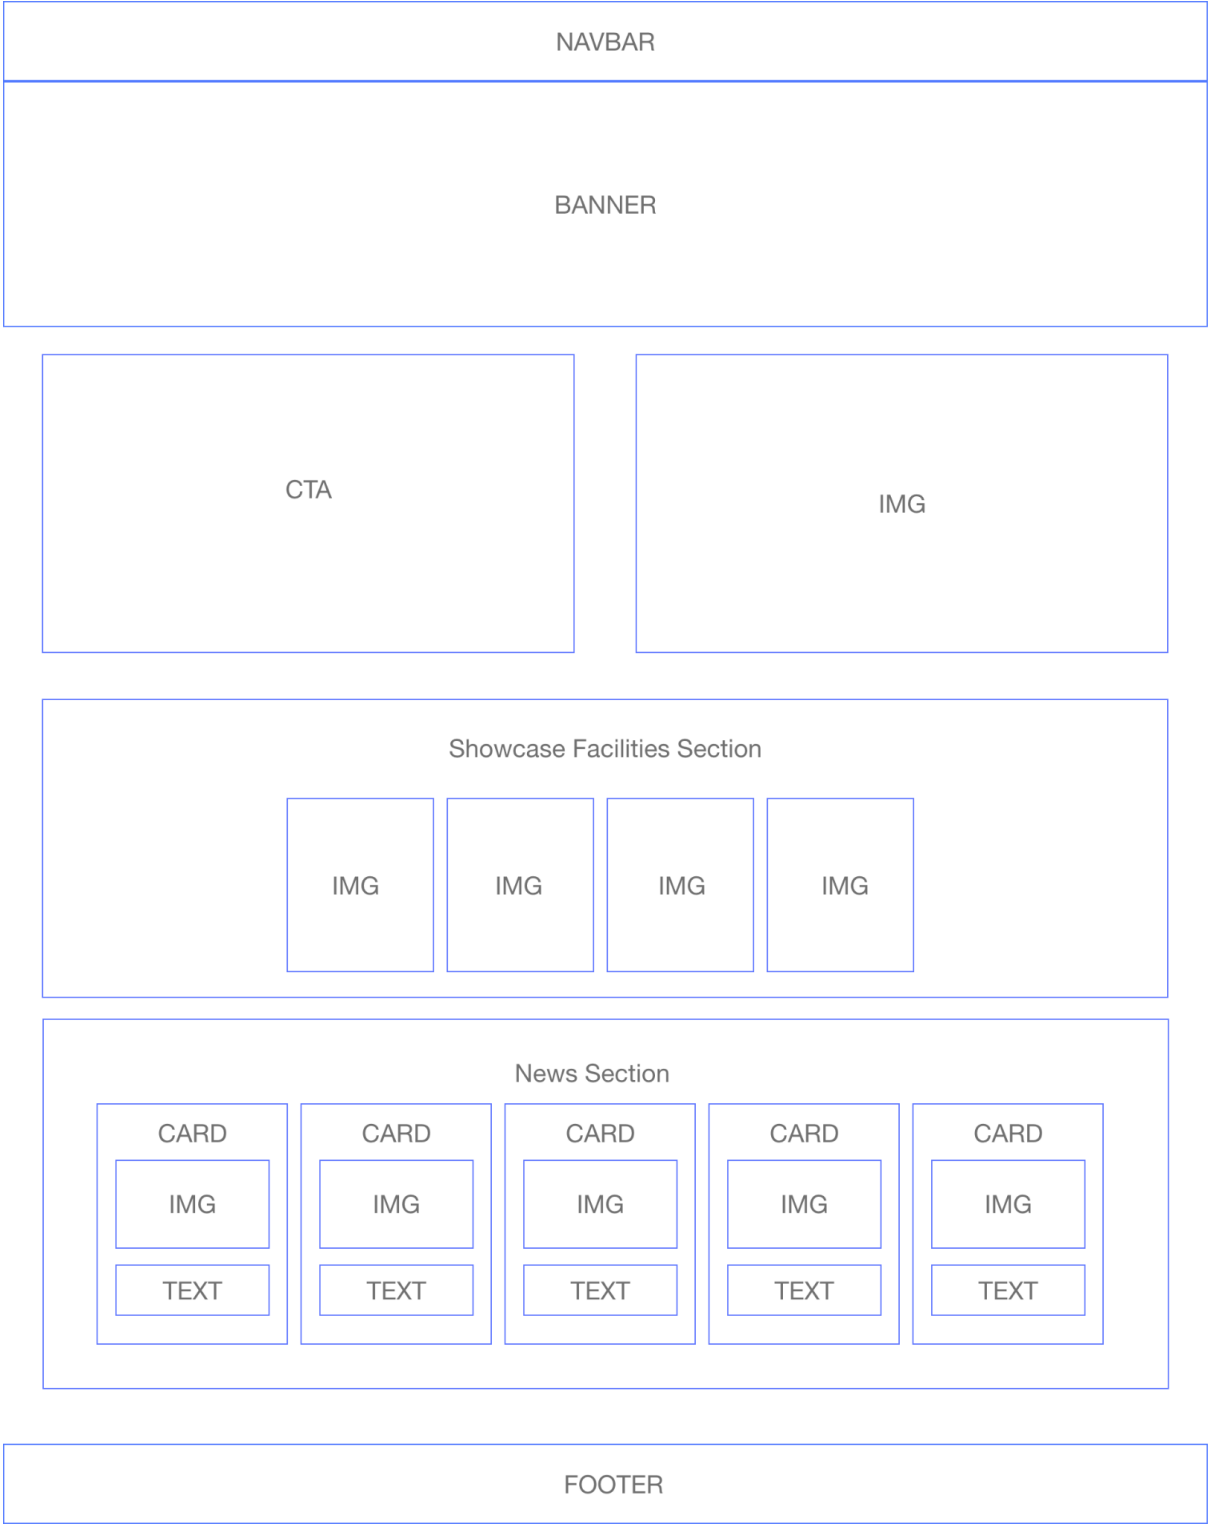 NAVBAR
BANNER
CTA
IMG
Showcase Facilities Section
IMG
IMG
IMG
IMG
News Section
CARD
IMG
TEXT
CARD
IMG
TEXT
CARD
IMG
TEXT
CARD
IMG
TEXT
CARD
IMG
TEXT
FOOTER